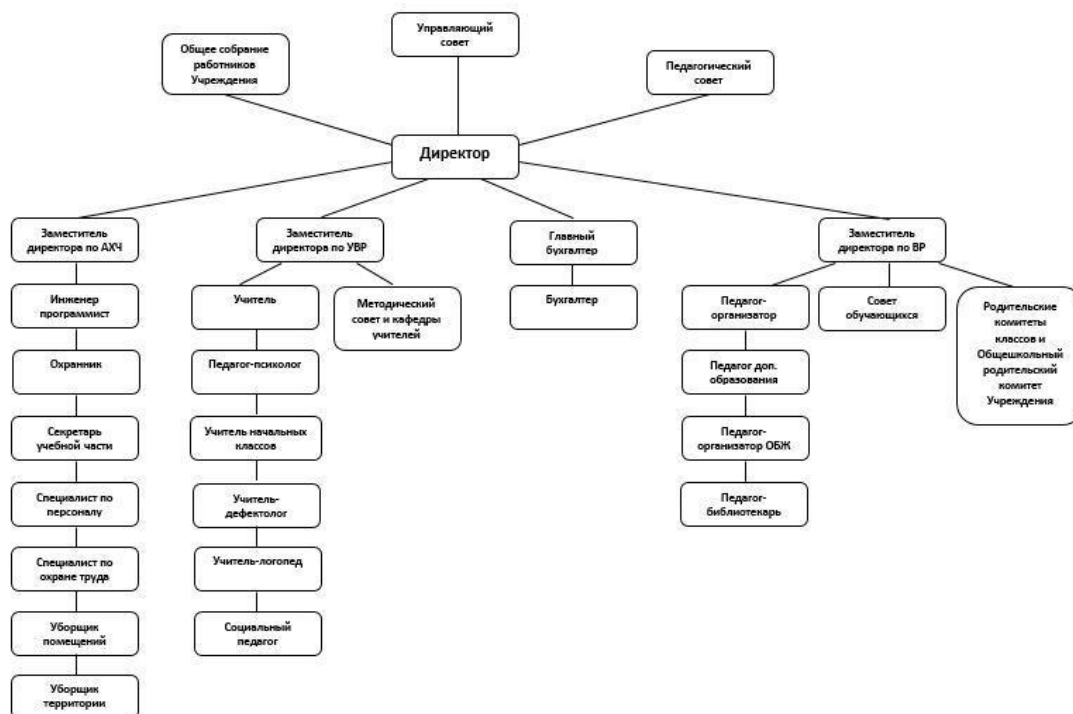 Управляющий
совет
Общее собрание
работников
Учреждения
Педагогический
совет
Директор
Заместитель
директора по АХЧ
Заместитель
директора по УВР
Главный
бухгалтер
Заместитель
директора по ВР
Инженер
программист
Охранник
Секретарь
учебной части
Специалист по
персоналу
Специалист по
охране труда
Уборщик
помещений
Уборщик
территории
Учитель
Педагог-психолог
Учитель начальных
классов
Учитель-
дефектолог
Учитель-логопед
Социальный
педагог
Методический
совет и кафедры
учителей
Бухгалтер
Педагог-
организатор
Педагог доп.
образования
Педагог-
организатор ОБЖ
Педагог-
библиотекарь
Совет
обучающихся
Родительские
комитеты
классов и
Общешкольный
родительский
комитет
Учреждения